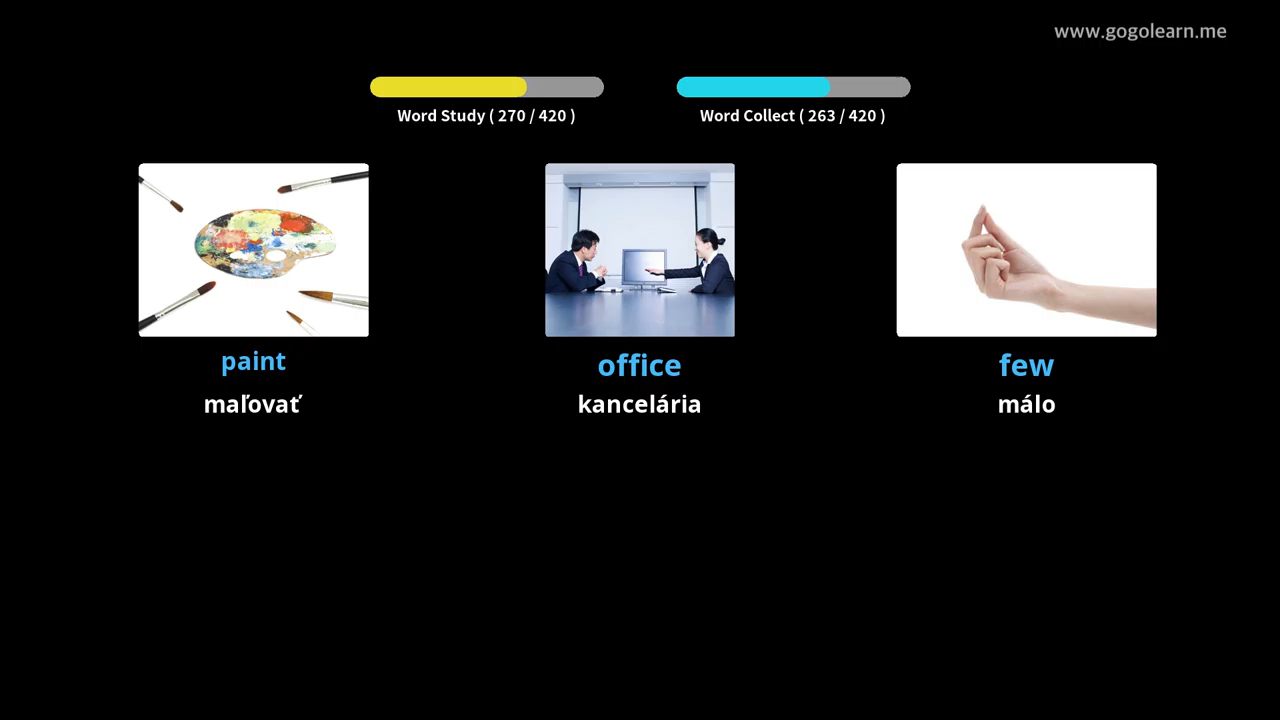 www.gogolearn.me
Word Study ( 270 / 420 )
Word Collect ( 263 / 420 )
paint
office
few
maľovať
kancelária
málo